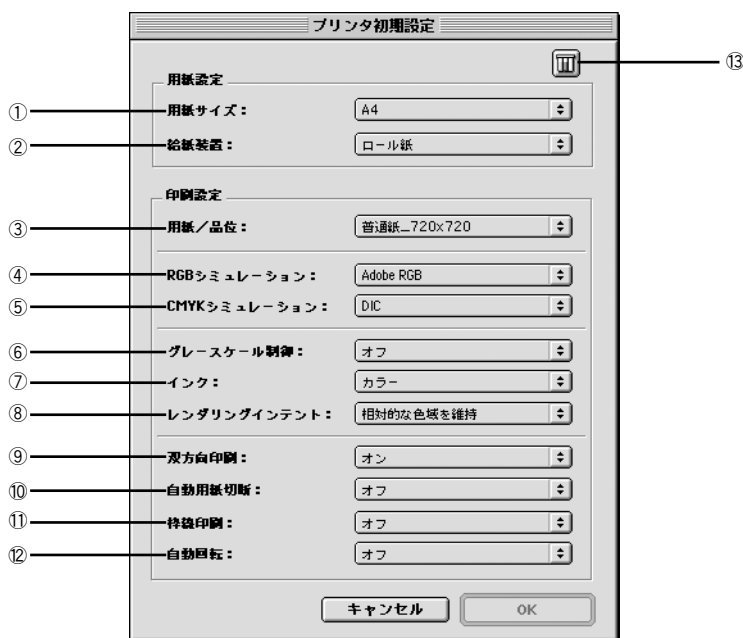 プリンタ初期設定
⑬
用紙設定
① 用紙サイズ： A4
② 給紙装置： ロール紙
印刷設定
③ 用紙／品位： 普通紙_720x720
④ RGBシミュレーション： Adobe RGB
⑤ CMYKシミュレーション： DIC
⑥ グレースケール制御： オフ
⑦ インク： カラー
⑧ レンダリングインテント： 相対的な色域を維持
⑨ 双方向印刷： オン
⑩ 自動用紙切断： オフ
⑪ 枠線印刷： オフ
⑫ 自動回転： オフ
キャンセル OK